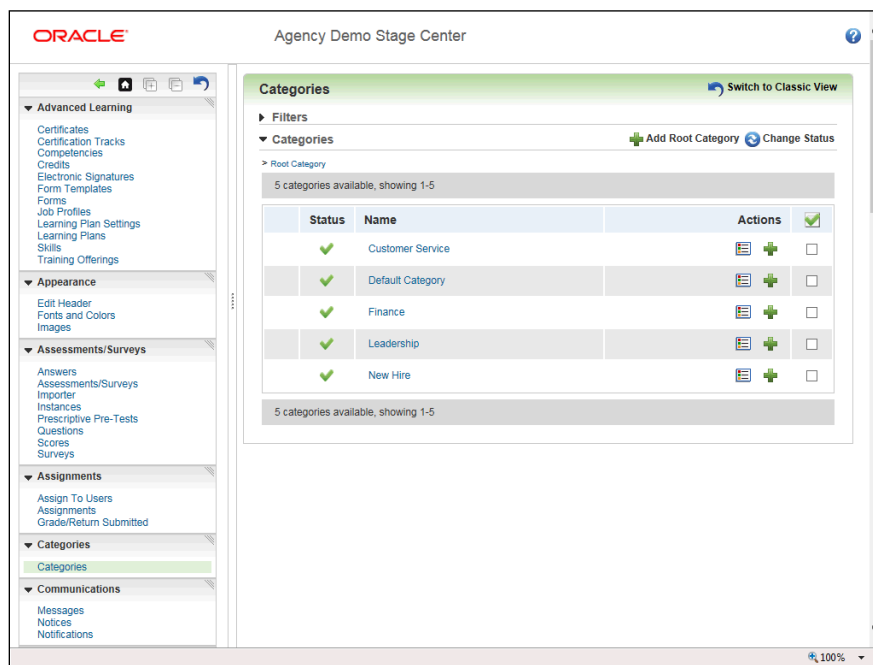 ORACLE
Agency Demo Stage Center
?
Advanced Learning
Certificates
Certification Tracks
Competencies
Credits
Electronic Signatures
Form Templates
Forms
Job Profiles
Learning Plan Settings
Learning Plans
Skills
Training Offerings
Appearance
Edit Header
Fonts and Colors
Images
Assessments/Surveys
Answers
Assessments/Surveys
Importer
Instances
Prescriptive Pre-Tests
Questions
Scores
Surveys
Assignments
Assign To Users
Assignments
Grade/Return Submitted
Categories
Categories
Communications
Messages
Notices
Notifications
Categories
Switch to Classic View
Filters
Categories
Add Root Category Change Status
> Root Category
5 categories available, showing 1-5
Status Name Actions
Customer Service
Default Category
Finance
Leadership
New Hire
5 categories available, showing 1-5
100%